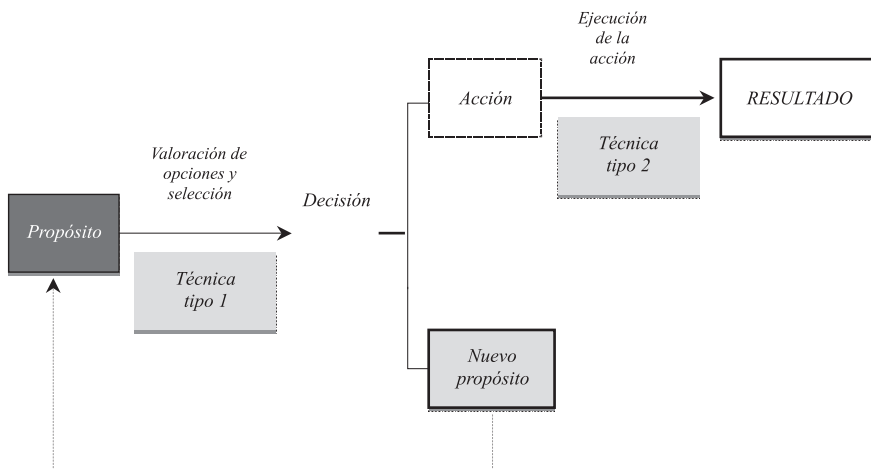 Ejecución
de la
acción
Acción
RESULTADO
Técnica
tipo 2
Valoración de
opciones y
selección
Decisión
Propósito
Técnica
tipo 1
Nuevo
propósito